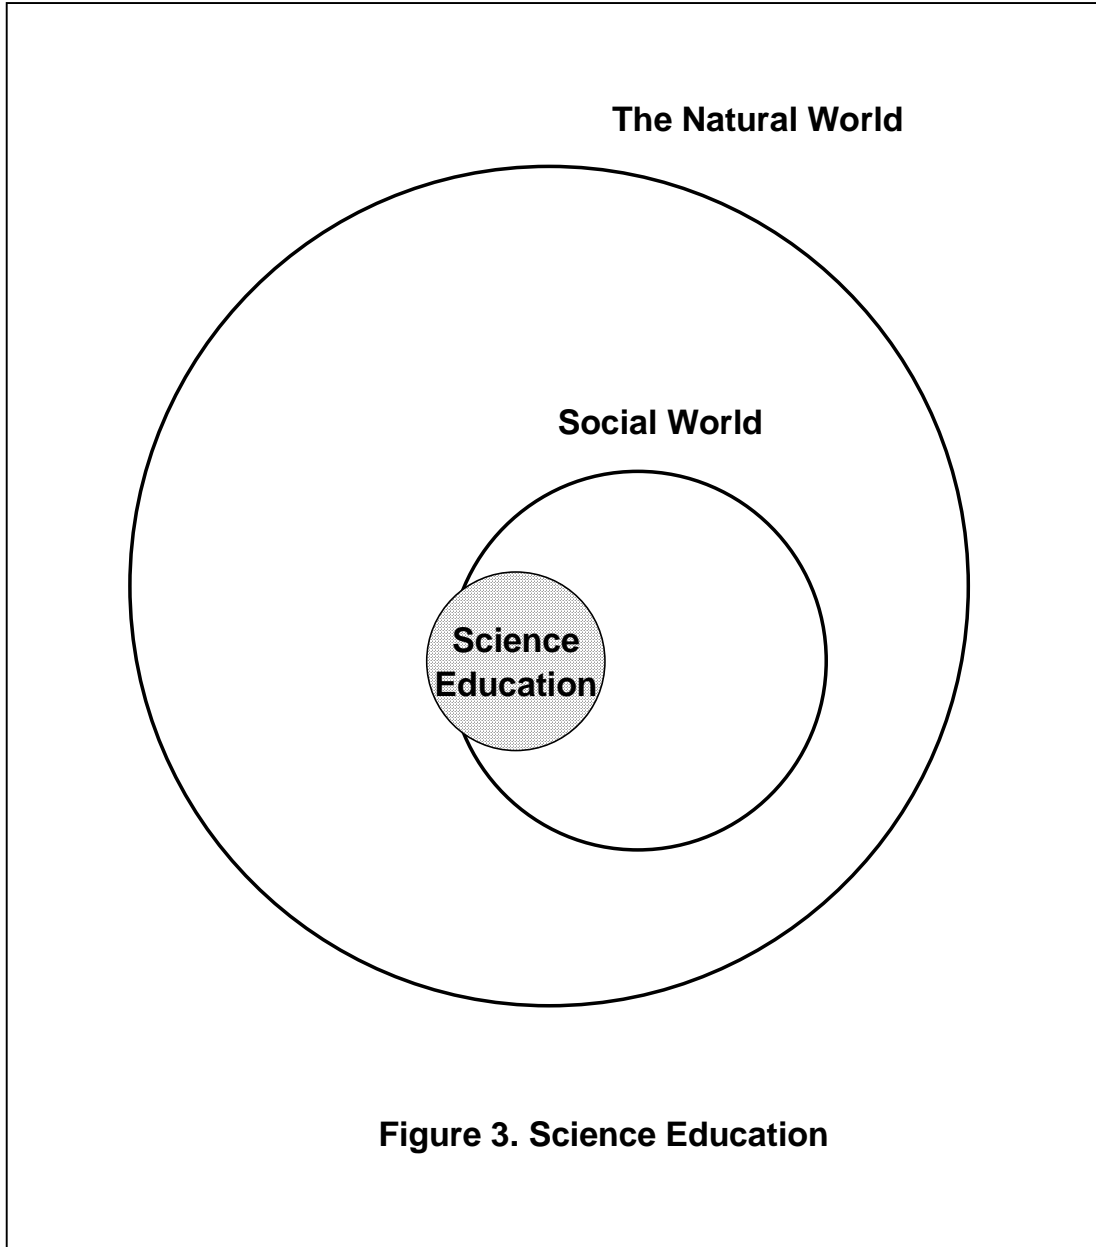 The Natural World
Social World
Science
Education
Figure 3. Science Education